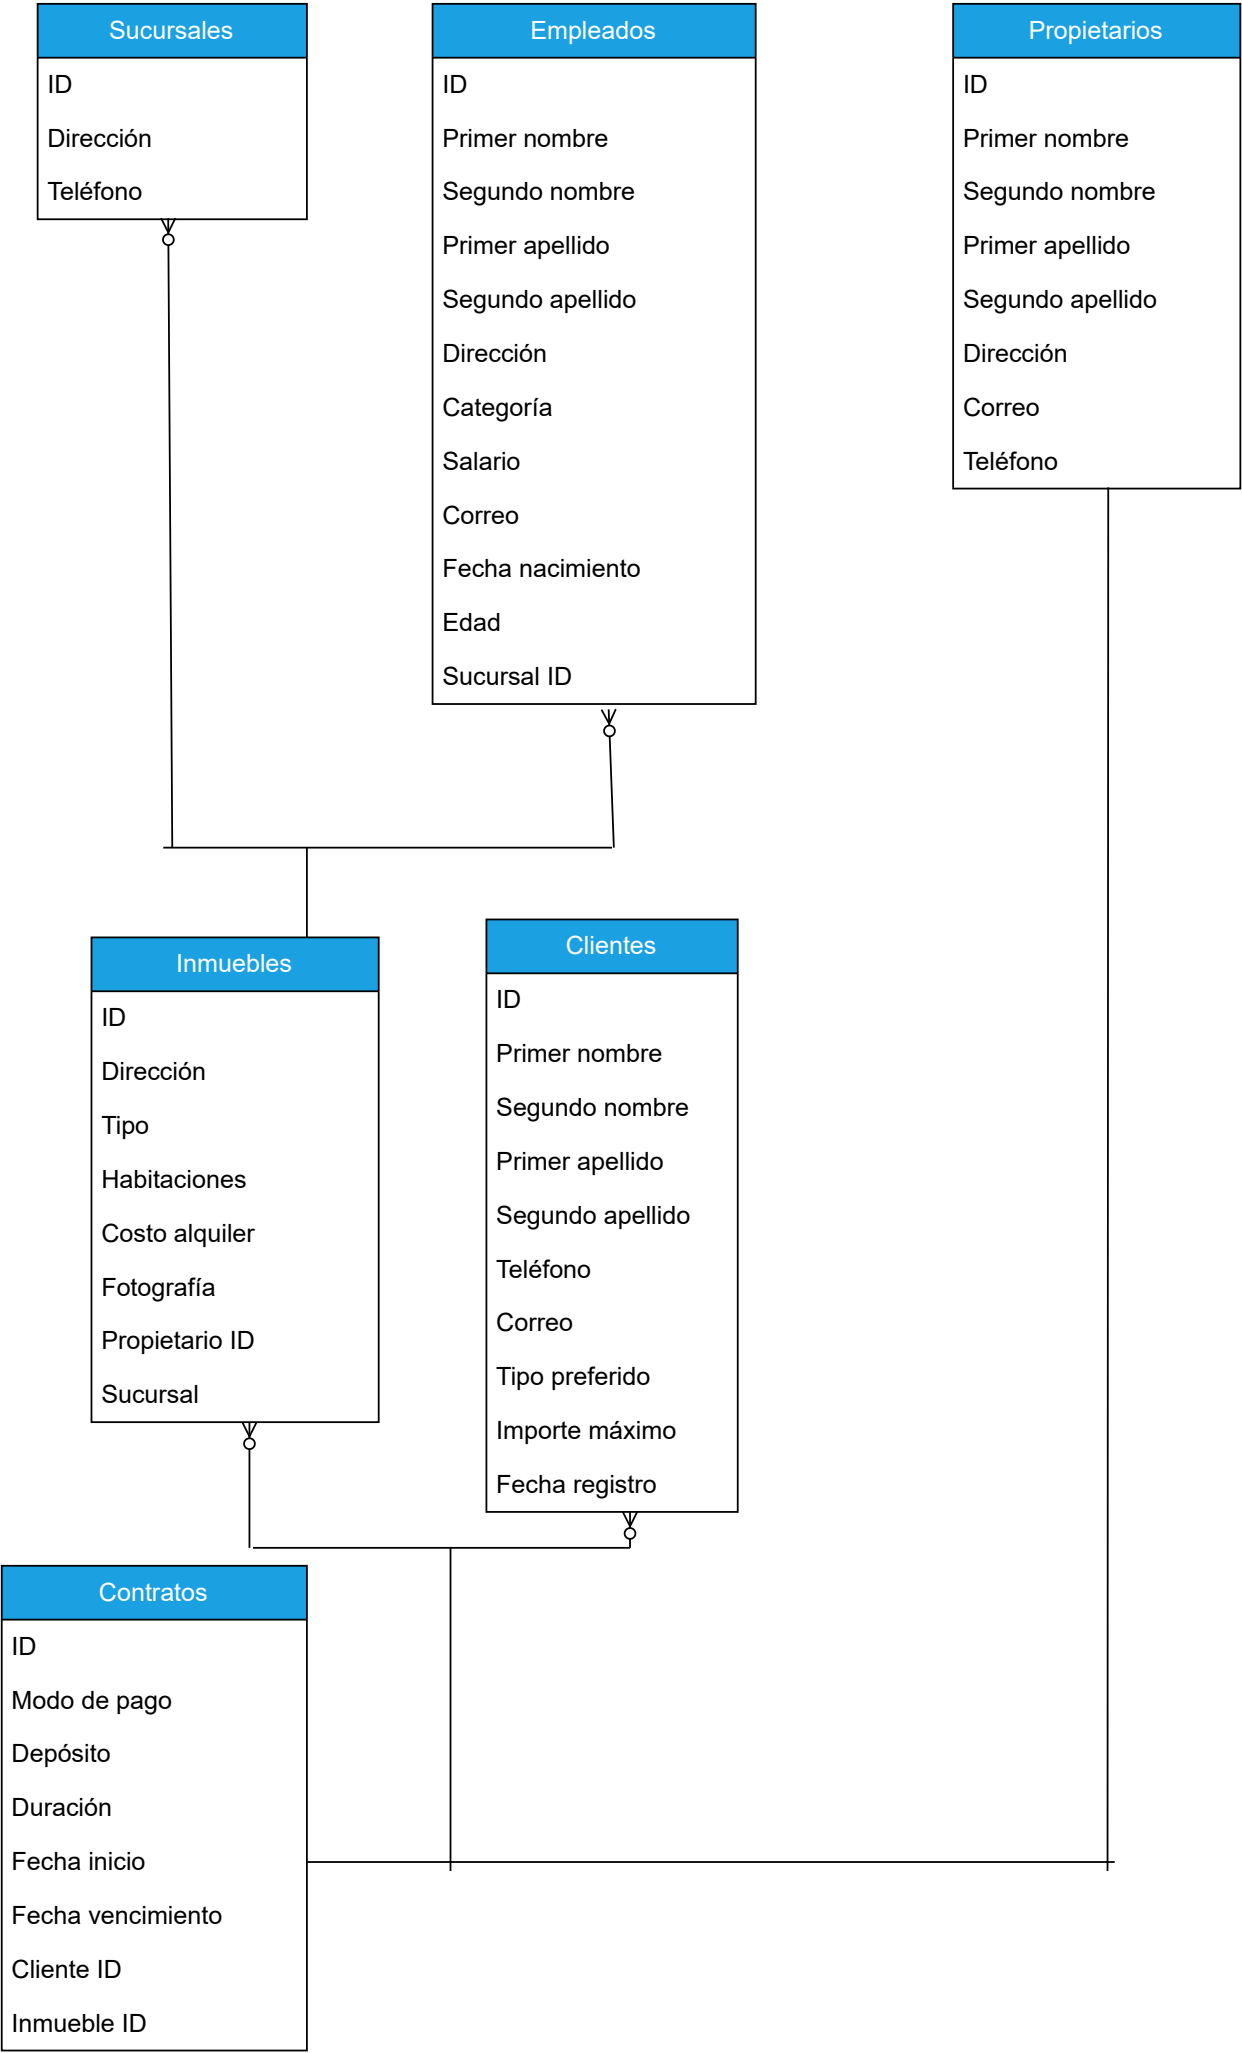 Sucursales
ID
Dirección
Teléfono
Empleados
ID
Primer nombre
Segundo nombre
Primer apellido
Segundo apellido
Dirección
Categoría
Salario
Correo
Fecha nacimiento
Edad
Sucursal ID
Propietarios
ID
Primer nombre
Segundo nombre
Primer apellido
Segundo apellido
Dirección
Correo
Teléfono
Inmuebles
ID
Dirección
Tipo
Habitaciones
Costo alquiler
Fotografía
Propietario ID
Sucursal
Clientes
ID
Primer nombre
Segundo nombre
Primer apellido
Segundo apellido
Teléfono
Correo
Tipo preferido
Importe máximo
Fecha registro
Contratos
ID
Modo de pago
Depósito
Duración
Fecha inicio
Fecha vencimiento
Cliente ID
Inmueble ID